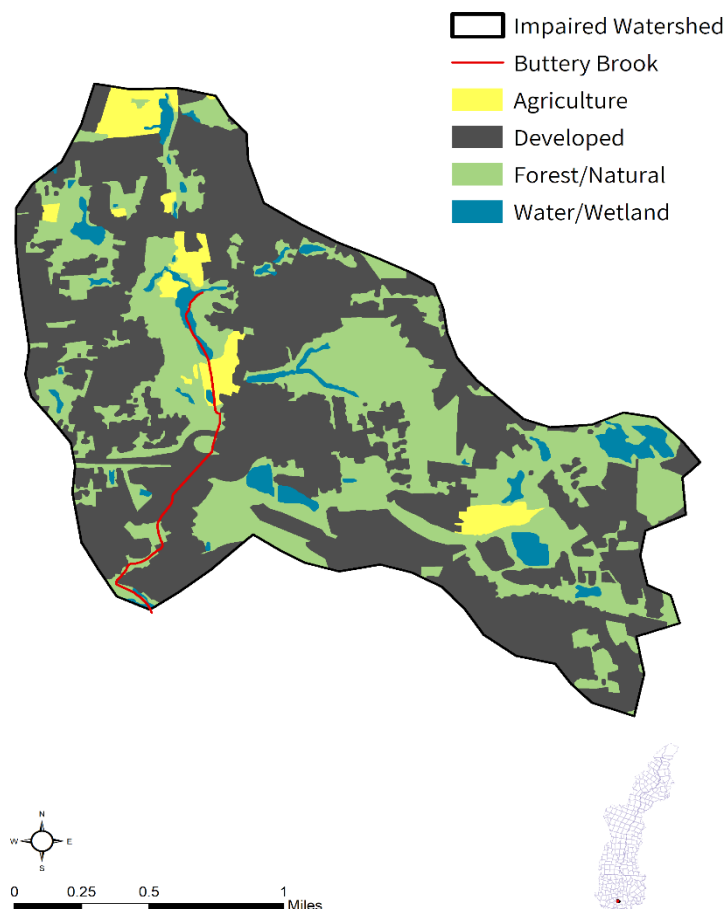 Impaired Watershed
Buttery Brook
Agriculture
Developed
Forest/Natural
Water/Wetland
N
W E
S
0 0.25 0.5 1
Miles